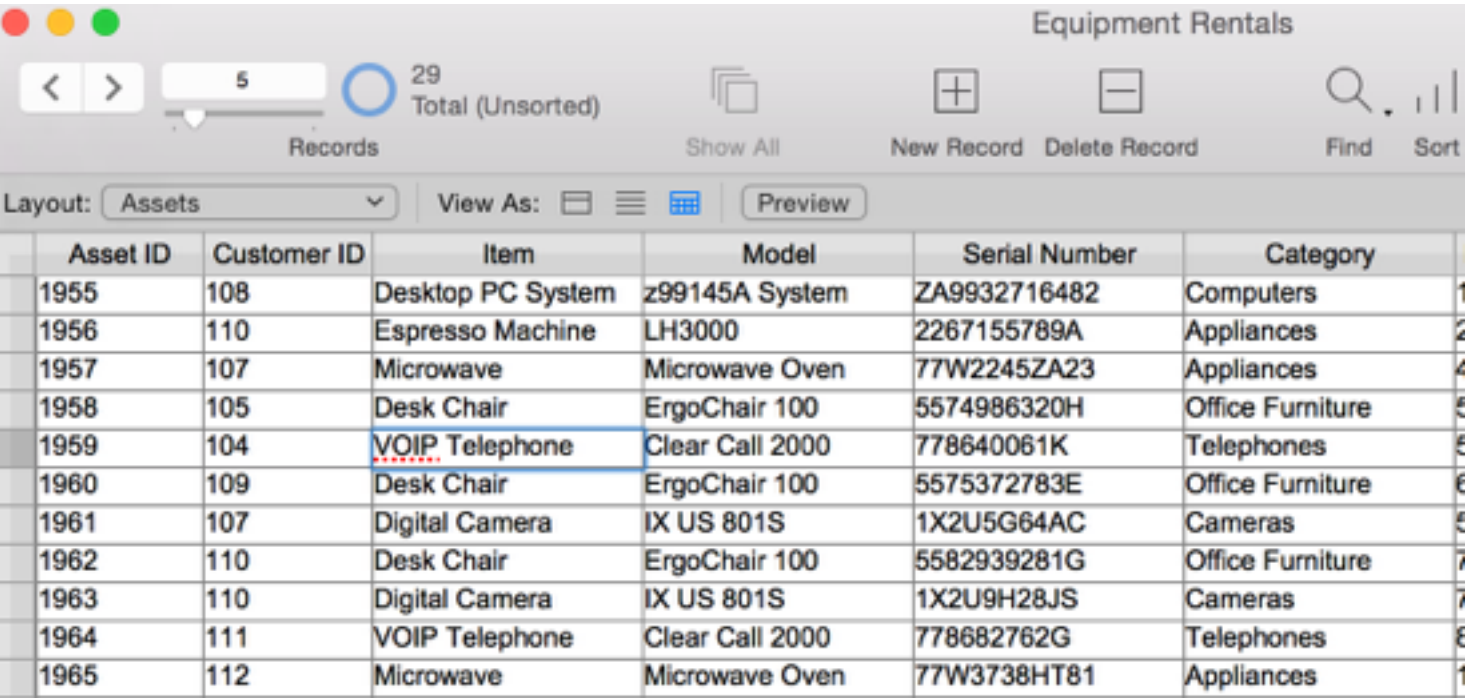 Equipment Rentals
5
29
Total (Unsorted)
Records
Show All
New Record
Delete Record
Find
Sort
Layout: Assets
View As:
Preview
Asset ID Customer ID Item Model Serial Number Category
1955 108 Desktop PC System z99145A System ZA9932716482 Computers
1956 110 Espresso Machine LH3000 2267155789A Appliances
1957 107 Microwave Microwave Oven 77W2245ZA23 Appliances
1958 105 Desk Chair ErgoChair 100 5574986320H Office Furniture
1959 104 VOIP Telephone Clear Call 2000 778640061K Telephones
1960 109 Desk Chair ErgoChair 100 5575372783E Office Furniture
1961 107 Digital Camera IX US 801S 1X2U5G64AC Cameras
1962 110 Desk Chair ErgoChair 100 5582939281G Office Furniture
1963 110 Digital Camera IX US 801S 1X2U9H28JS Cameras
1964 111 VOIP Telephone Clear Call 2000 778682762G Telephones
1965 112 Microwave Microwave Oven 77W3738HT81 Appliances